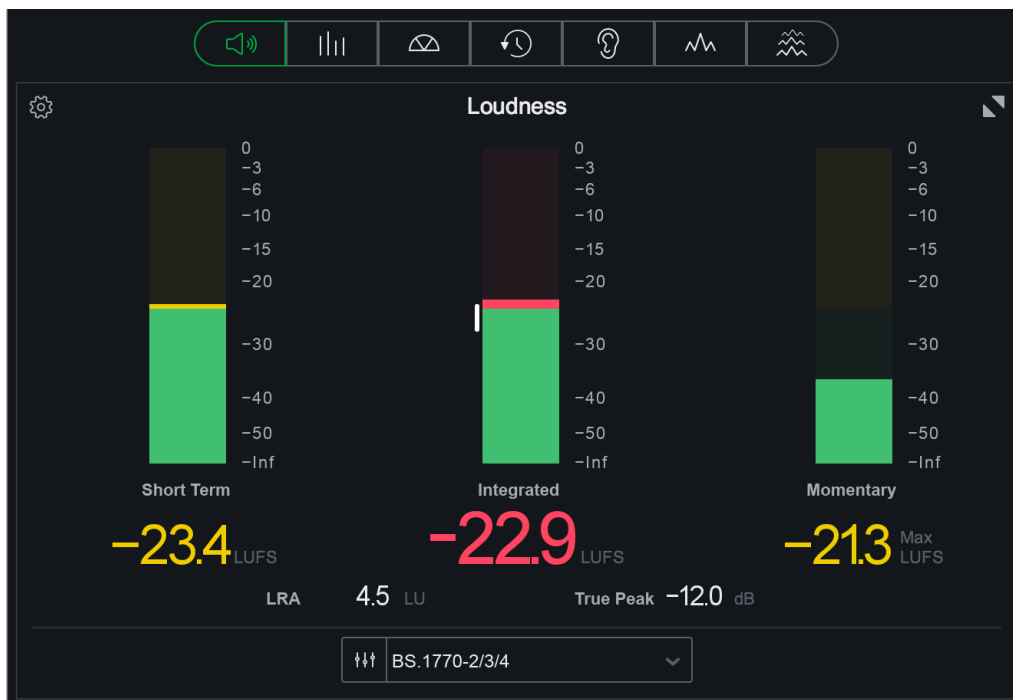 Loudness
0
−3
−6
−10
−15
−20
−30
−40
−50
−Inf
Short Term
−23.4 LUFS
0
−3
−6
−10
−15
−20
−30
−40
−50
−Inf
Integrated
−22.9 LUFS
0
−3
−6
−10
−15
−20
−30
−40
−50
−Inf
Momentary
−21.3 Max LUFS
LRA 4.5 LU
True Peak −12.0 dB
BS.1770-2/3/4